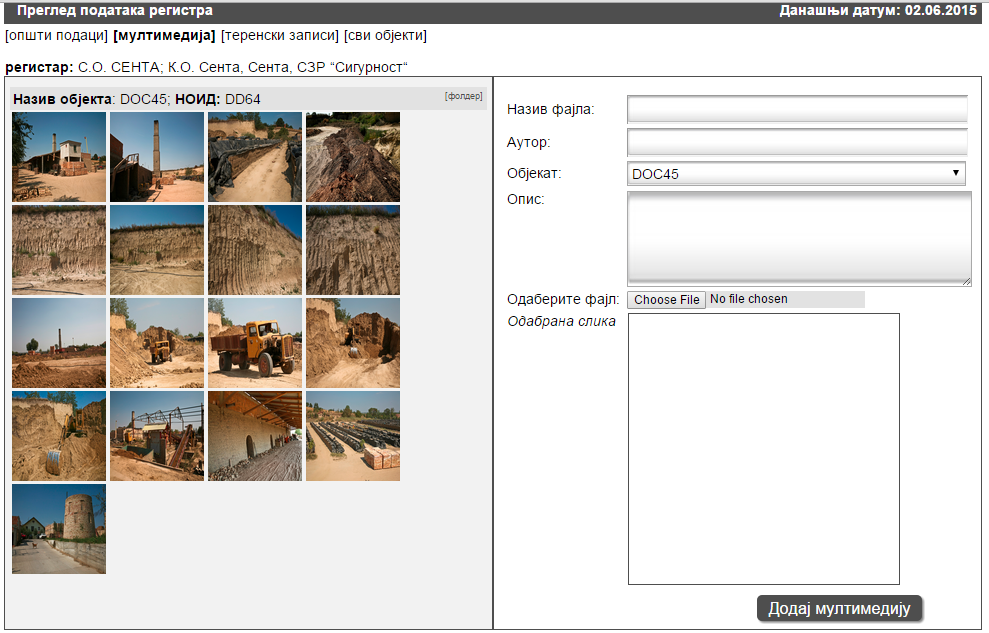 Преглед података регистра
Данашњи датум: 02.06.2015
[општи подаци] [мултимедија] [теренски записи] [сви објекти]
регистар: С.О. СЕНТА; К.О. Сента, Сента, СЗР “Сигурност“
Назив објекта: DOC45; НОИД: DD64
[фолдер]
Назив фајла:
Аутор:
Објекат:
DOC45
Опис:
Одаберите фајл:
Choose File No file chosen
Одабрана слика
Додај мултимедију